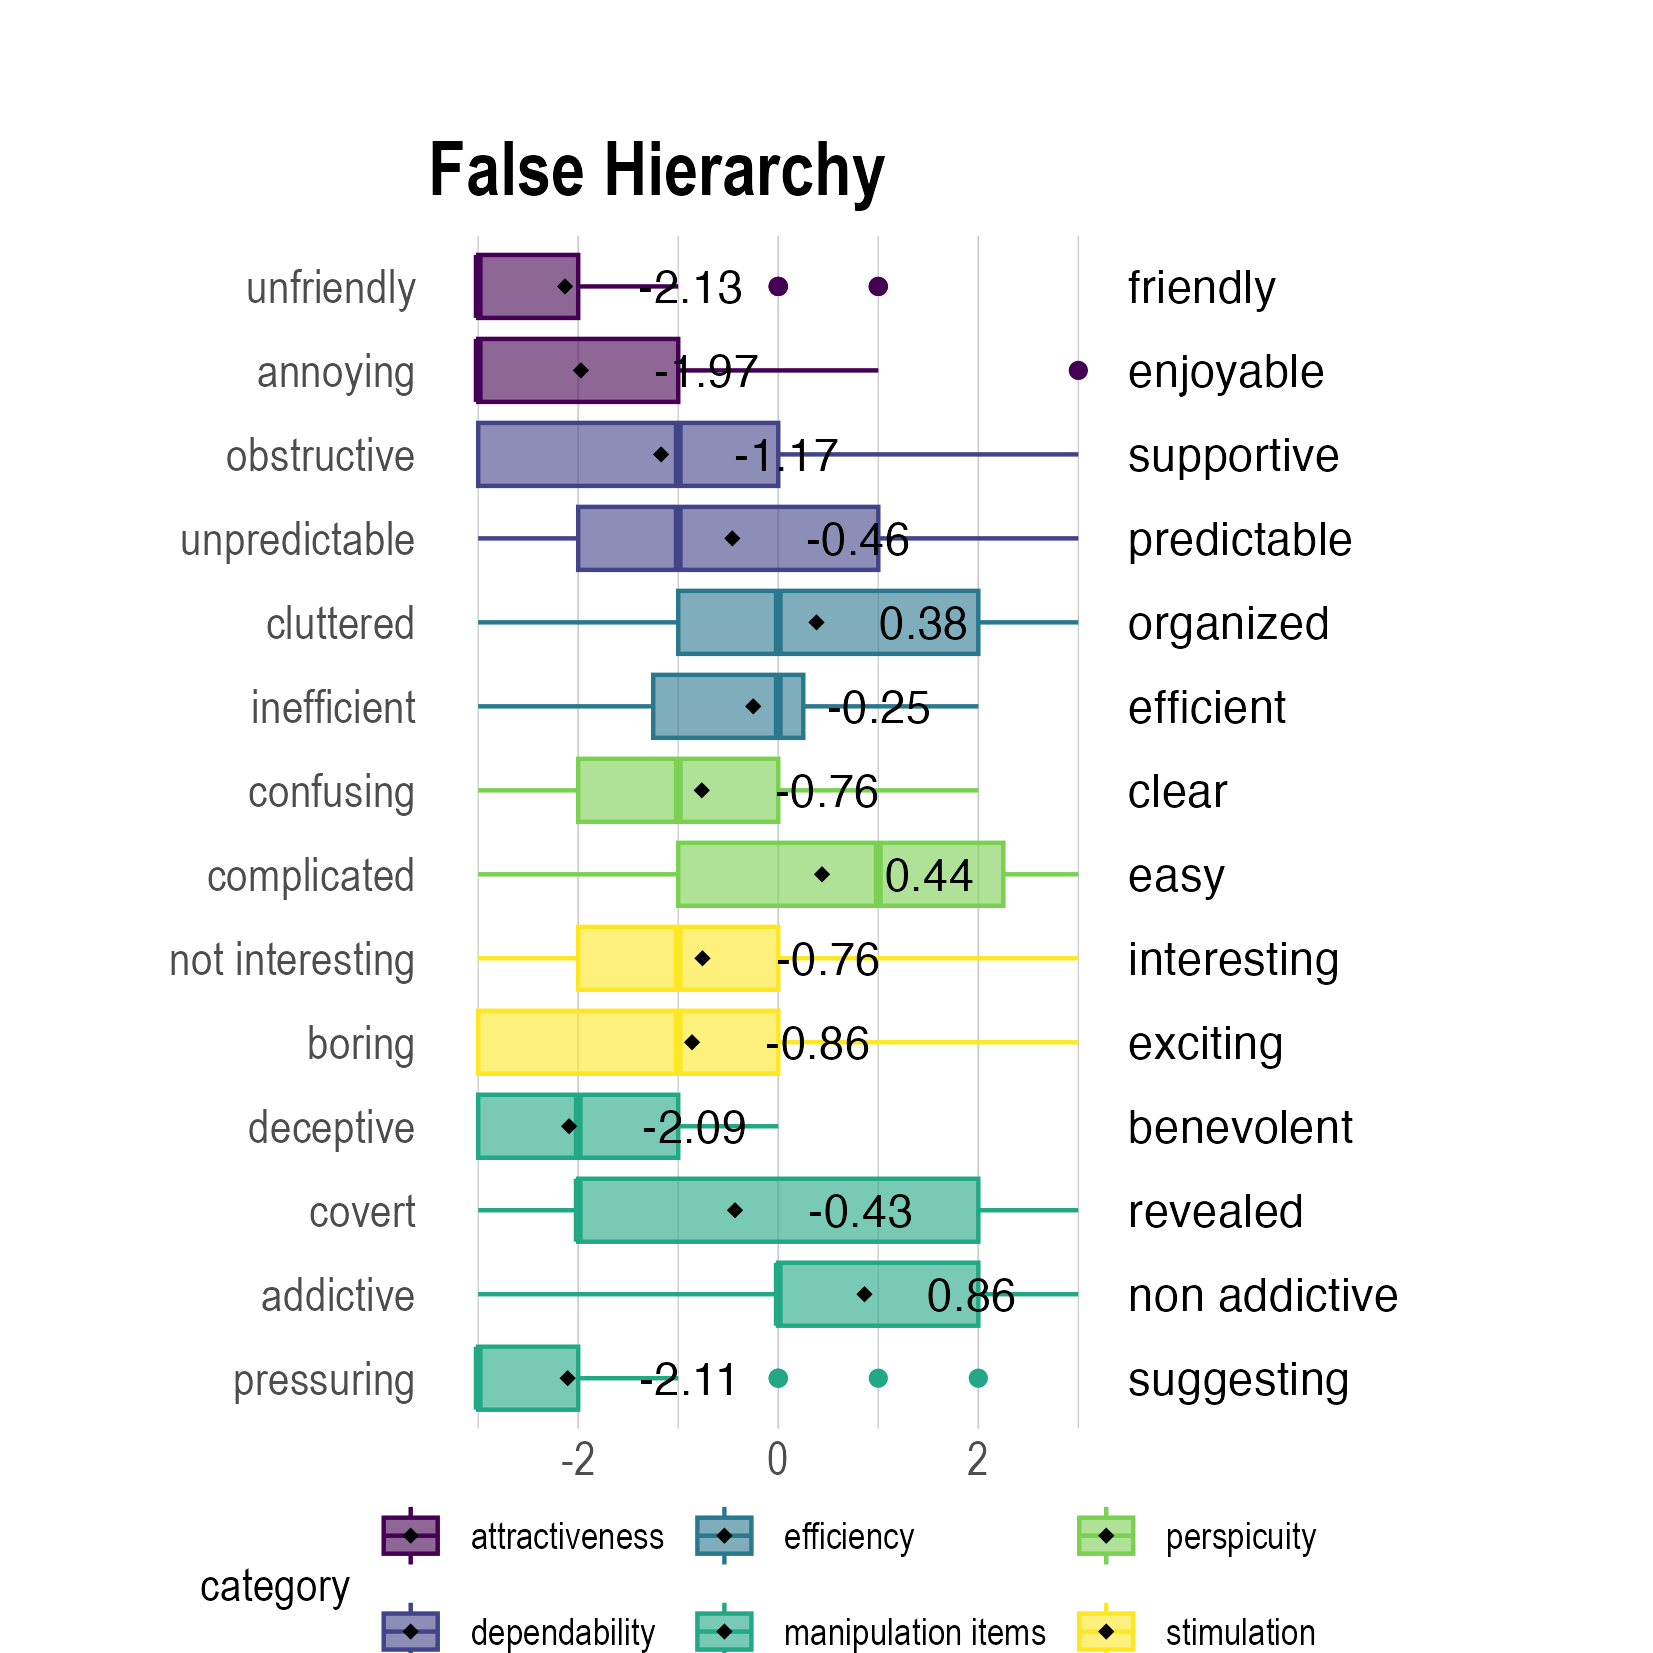 False Hierarchy
unfriendly -2.13 friendly
annoying -1.97 enjoyable
obstructive -1.17 supportive
unpredictable -0.46 predictable
cluttered 0.38 organized
inefficient -0.25 efficient
confusing -0.76 clear
complicated 0.44 easy
not interesting -0.76 interesting
boring -0.86 exciting
deceptive -2.09 benevolent
covert -0.43 revealed
addictive 0.86 non addictive
pressuring -2.11 suggesting
-2 0 2
category
attractiveness efficiency perspicuity
dependability manipulation items stimulation